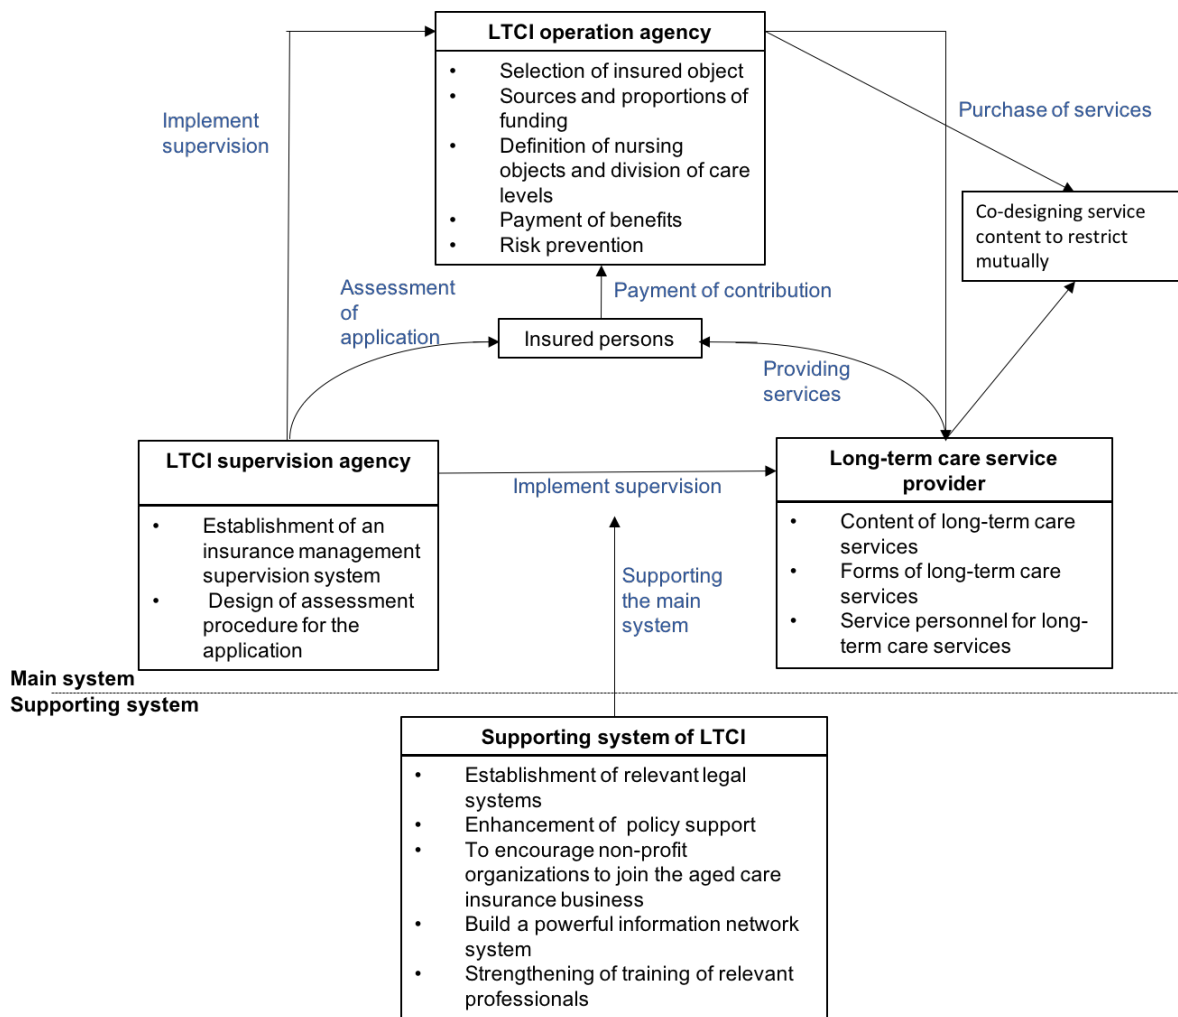 LTCI operation agency
• Selection of insured object
• Sources and proportions of
funding
• Definition of nursing
objects and division of care
levels
• Payment of benefits
• Risk prevention
Implement
supervision
Purchase of services
Co-designing service
content to restrict
mutually
Assessment
of
application
Payment of contribution
Insured persons
Providing
services
LTCI supervision agency
• Establishment of an
insurance management
supervision system
• Design of assessment
procedure for the
application
Implement supervision
Long-term care service
provider
• Content of long-term care
services
• Forms of long-term care
services
• Service personnel for long-
term care services
Supporting
the main
system
Main system
Supporting system
Supporting system of LTCI
• Establishment of relevant legal
systems
• Enhancement of policy support
• To encourage non-profit
organizations to join the aged care
insurance business
• Build a powerful information network
system
• Strengthening of training of relevant
professionals